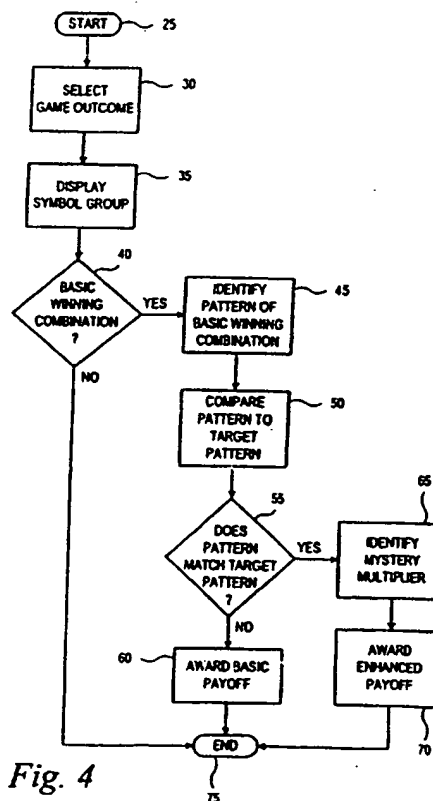 START
25
SELECT
GAME OUTCOME
30
DISPLAY
SYMBOL GROUP
35
BASIC
WINNING
COMBINATION
?
40
YES
NO
IDENTIFY
PATTERN OF
BASIC WINNING
COMBINATION
45
COMPARE
PATTERN TO
TARGET
PATTERN
50
DOES
PATTERN
MATCH TARGET
PATTERN
?
55
YES
NO
IDENTIFY
MYSTERY
MULTIPLIER
65
60
AWARD BASIC
PAYOFF
AWARD
ENHANCED
PAYOFF
70
END
75
Fig. 4